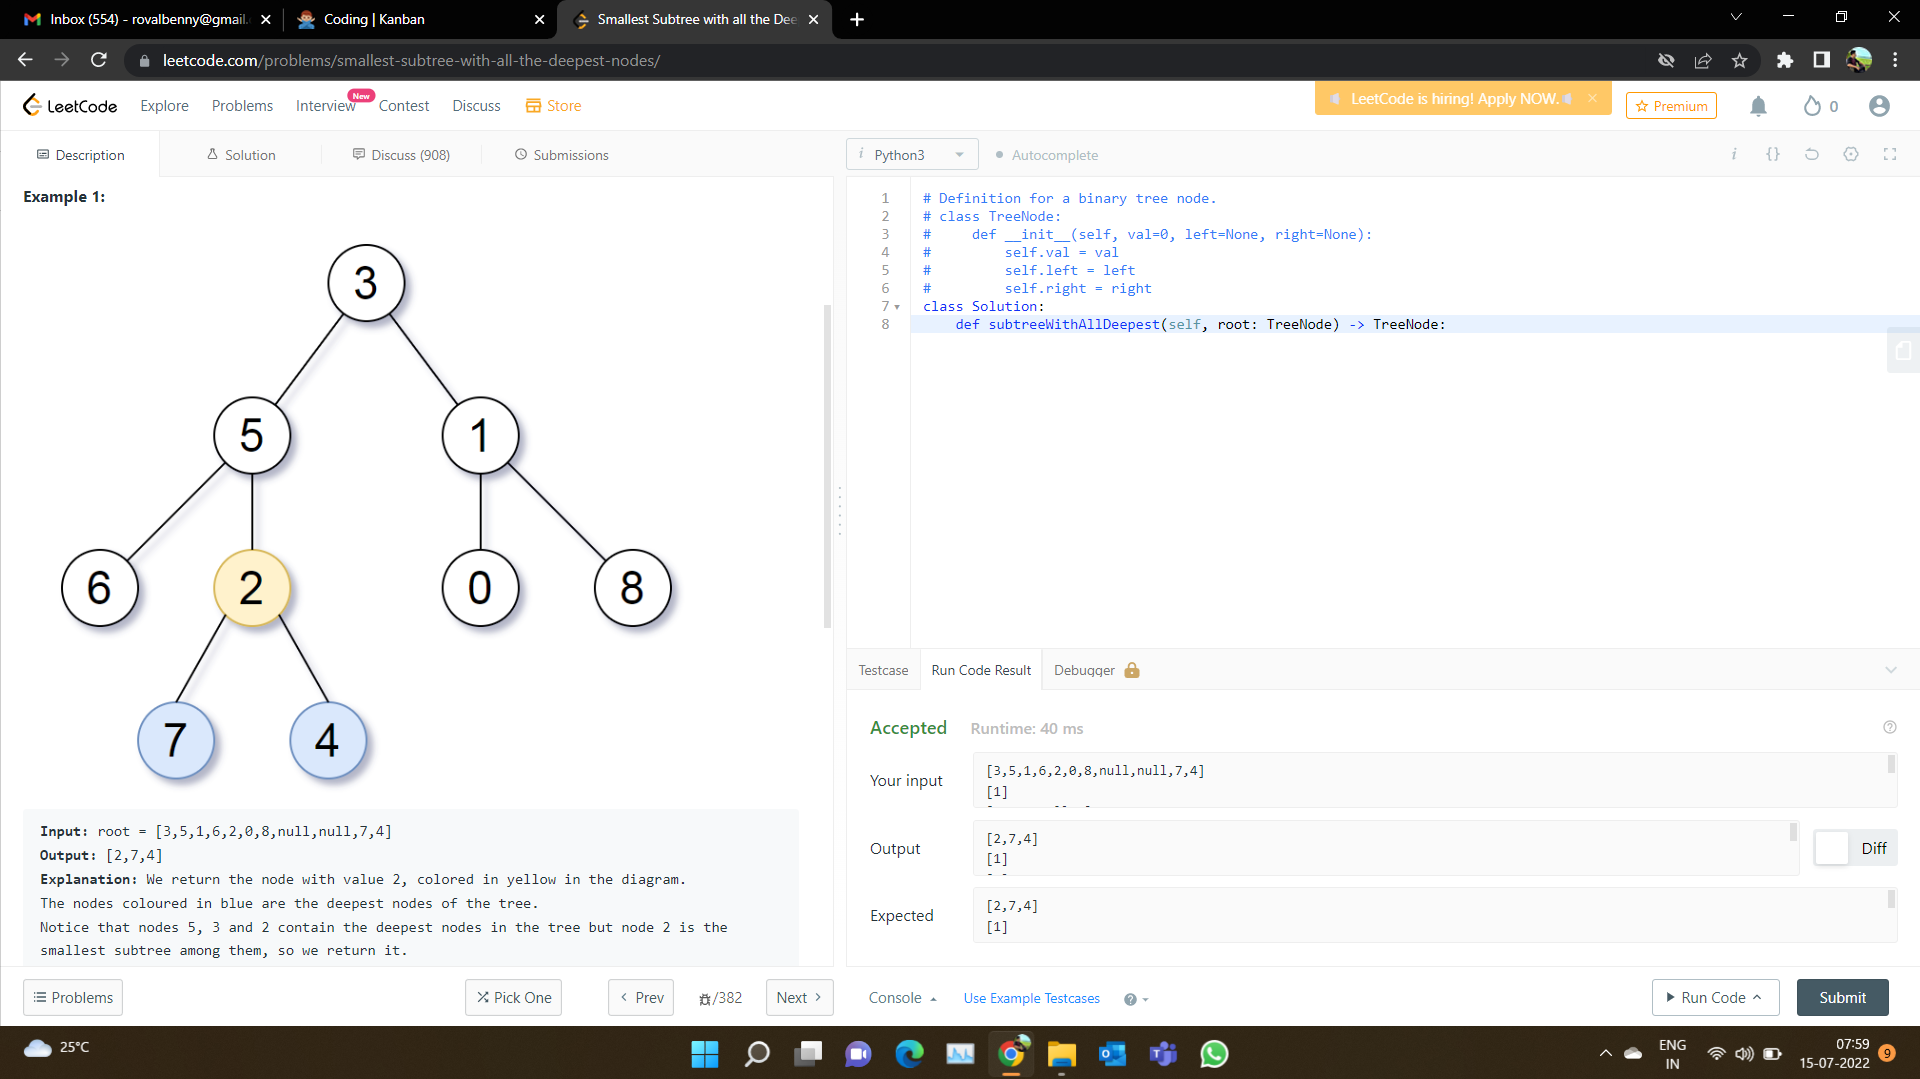 Inbox (554) - rovalbenny@gmail.
Coding | Kanban
Smallest Subtree with all the Dee
leetcode.com/problems/smallest-subtree-with-all-the-deepest-nodes/
LeetCode
Explore
Problems
Interview
New
Contest
Discuss
Store
LeetCode is hiring! Apply NOW.
Premium
0
Description
Solution
Discuss (908)
Submissions
i Python3
Autocomplete
Example 1:
3
5
1
6
2
0
8
7
4
Input: root = [3,5,1,6,2,0,8,null,null,7,4]
Output: [2,7,4]
Explanation: We return the node with value 2, colored in yellow in the diagram.
The nodes coloured in blue are the deepest nodes of the tree.
Notice that nodes 5, 3 and 2 contain the deepest nodes in the tree but node 2 is the
smallest subtree among them, so we return it.
1 # Definition for a binary tree node.
2 # class TreeNode:
3 #     def __init__(self, val=0, left=None, right=None):
4 #         self.val = val
5 #         self.left = left
6 #         self.right = right
7 class Solution:
8     def subtreeWithAllDeepest(self, root: TreeNode) -> TreeNode:
Testcase
Run Code Result
Debugger
Accepted
Runtime: 40 ms
Your input
[3,5,1,6,2,0,8,null,null,7,4]
[1]
Output
[2,7,4]
[1]
Diff
Expected
[2,7,4]
[1]
Problems
Pick One
Prev
/382
Next
Console
Use Example Testcases
Run Code
Submit
25°C
ENG
IN
07:59
15-07-2022
9